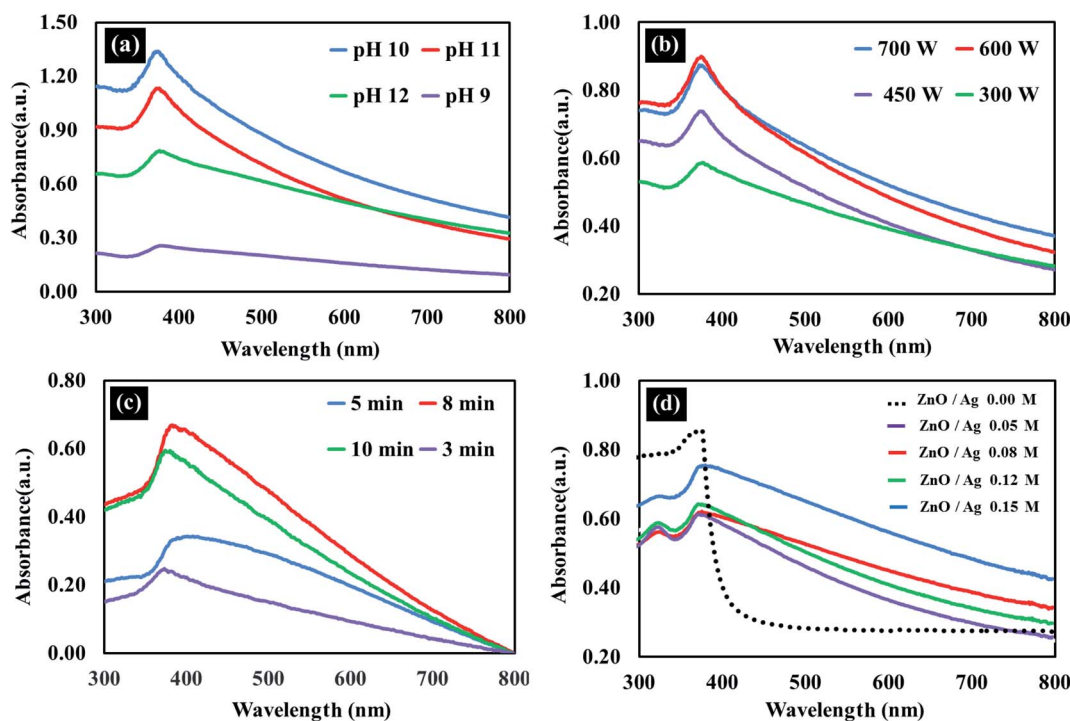 (a)
pH 10 pH 11
pH 12 pH 9
1.50
1.20
0.90
0.60
0.30
0.00
Absorbance(a.u.)
300 400 500 600 700 800
Wavelength (nm)
(b)
700 W 600 W
450 W 300 W
1.00
0.80
0.60
0.40
0.20
Absorbance(a.u.)
300 400 500 600 700 800
Wavelength (nm)
(c)
5 min 8 min
10 min 3 min
0.80
0.60
0.40
0.20
0.00
Absorbance(a.u.)
300 400 500 600 700 800
Wavelength (nm)
(d)
ZnO / Ag 0.00 M
ZnO / Ag 0.05 M
ZnO / Ag 0.08 M
ZnO / Ag 0.12 M
ZnO / Ag 0.15 M
1.00
0.80
0.60
0.40
0.20
Absorbance(a.u.)
300 400 500 600 700 800
Wavelength (nm)